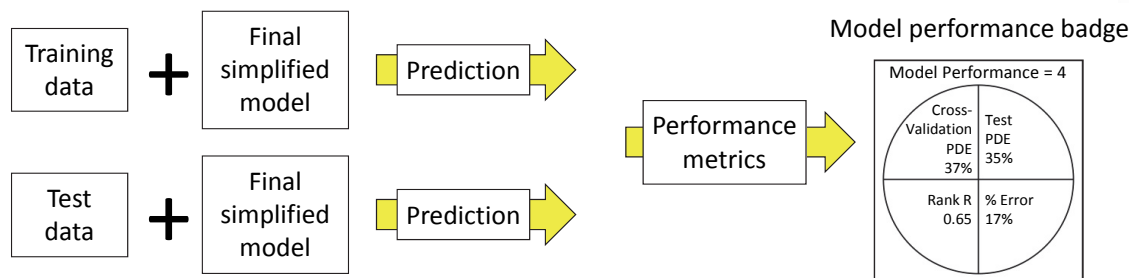 Training
data
+
Final
simplified
model
Prediction
Test
data
+
Final
simplified
model
Prediction
Performance
metrics
Model performance badge
Model Performance = 4
Cross-
Validation
PDE
37%
Test
PDE
35%
Rank R
0.65
% Error
17%